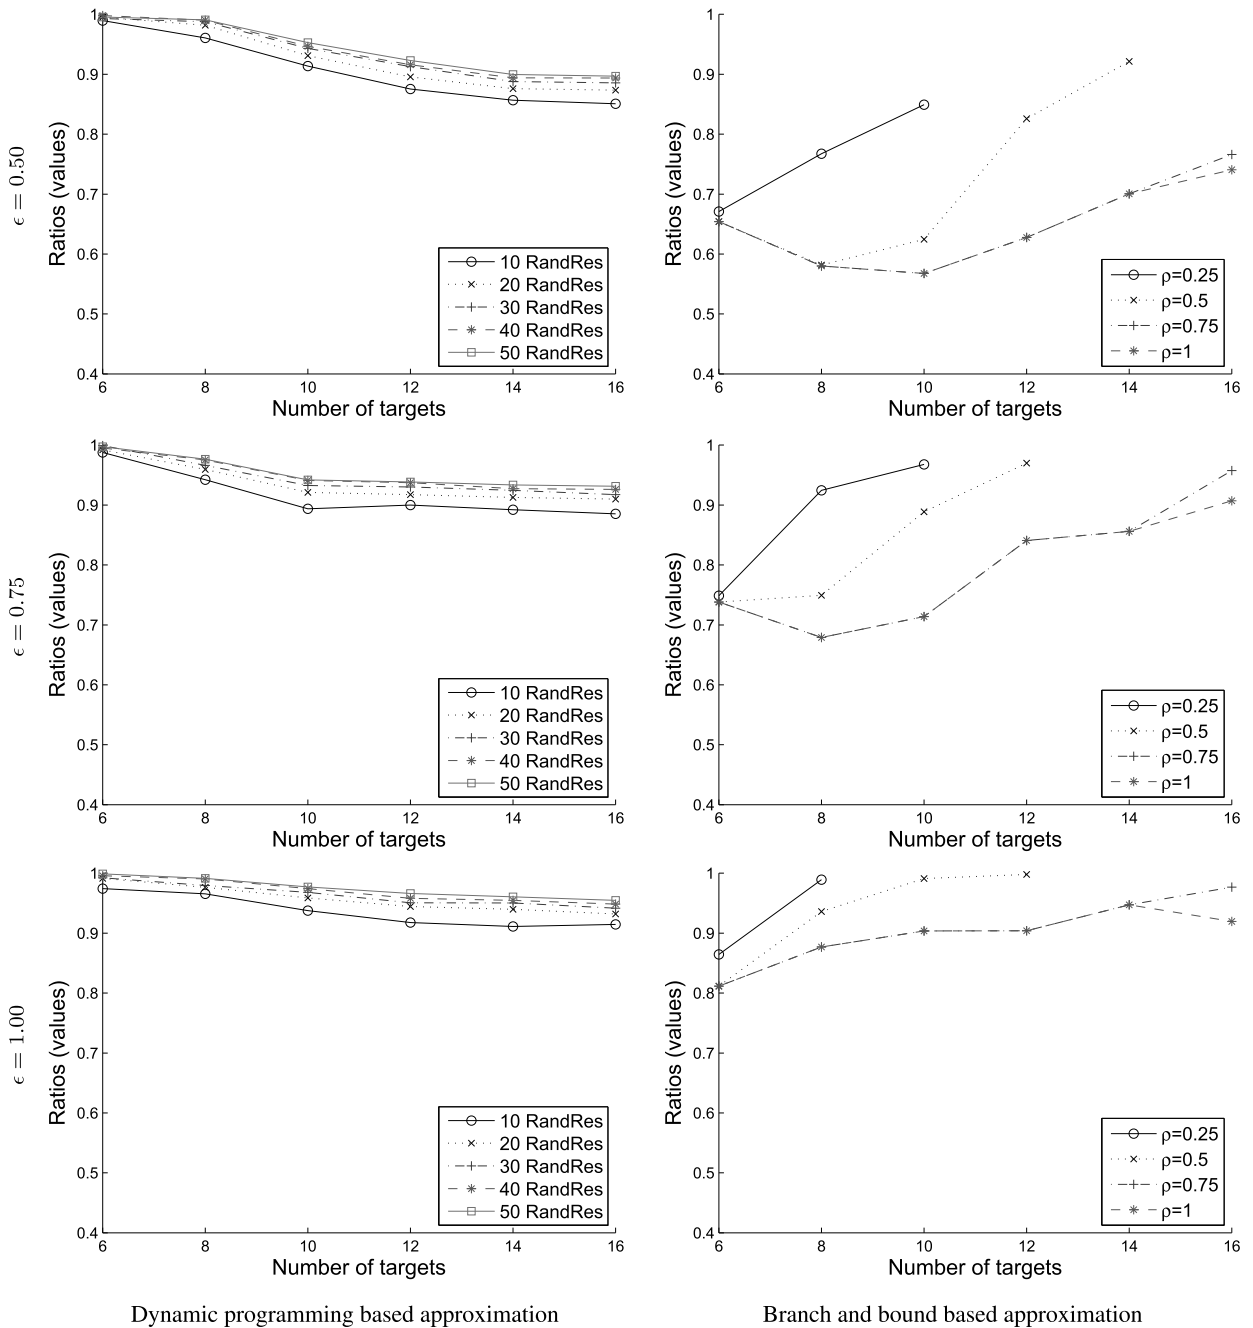 ϵ = 0.50
Ratios (values)
1
0.9
0.8
0.7
0.6
0.5
0.4
6 8 10 12 14 16
Number of targets
10 RandRes
20 RandRes
30 RandRes
40 RandRes
50 RandRes
Ratios (values)
1
0.9
0.8
0.7
0.6
0.5
0.4
6 8 10 12 14 16
Number of targets
ρ=0.25
ρ=0.5
ρ=0.75
ρ=1
ϵ = 0.75
Ratios (values)
1
0.9
0.8
0.7
0.6
0.5
0.4
6 8 10 12 14 16
Number of targets
10 RandRes
20 RandRes
30 RandRes
40 RandRes
50 RandRes
Ratios (values)
1
0.9
0.8
0.7
0.6
0.5
0.4
6 8 10 12 14 16
Number of targets
ρ=0.25
ρ=0.5
ρ=0.75
ρ=1
ϵ = 1.00
Ratios (values)
1
0.9
0.8
0.7
0.6
0.5
0.4
6 8 10 12 14 16
Number of targets
10 RandRes
20 RandRes
30 RandRes
40 RandRes
50 RandRes
Ratios (values)
1
0.9
0.8
0.7
0.6
0.5
0.4
6 8 10 12 14 16
Number of targets
ρ=0.25
ρ=0.5
ρ=0.75
ρ=1
Dynamic programming based approximation
Branch and bound based approximation